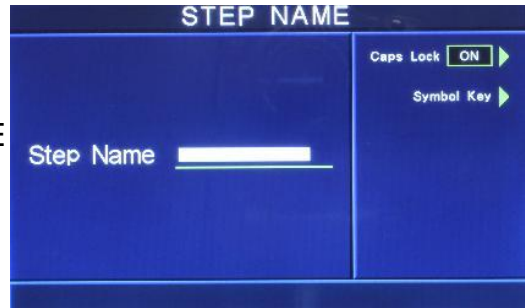 STEP NAME
Caps Lock ON
Symbol Key
E
Step Name